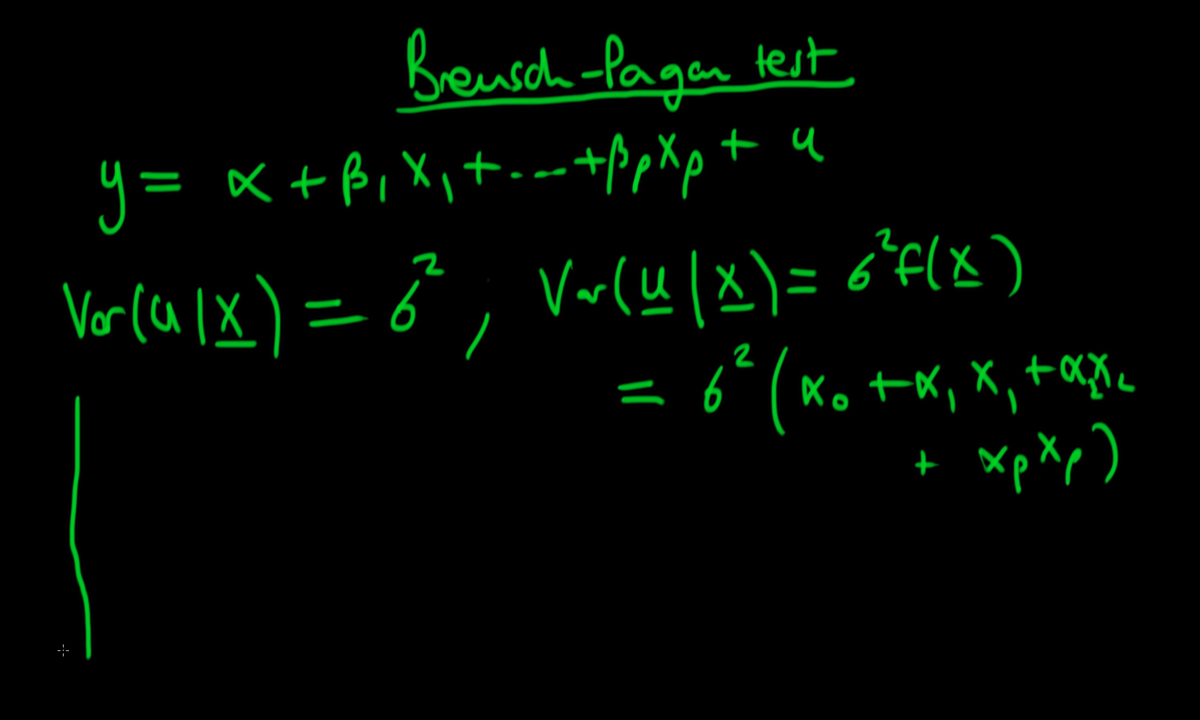 Breusch-Pagan test
y = α + β₁x₁ + ... + βₚxₚ + u
Var(u|x) = σ² , Var(u|x) = σ²f(x)
= σ²(α₀ + α₁x₁ + α₂x₂
+ αₚxₚ)